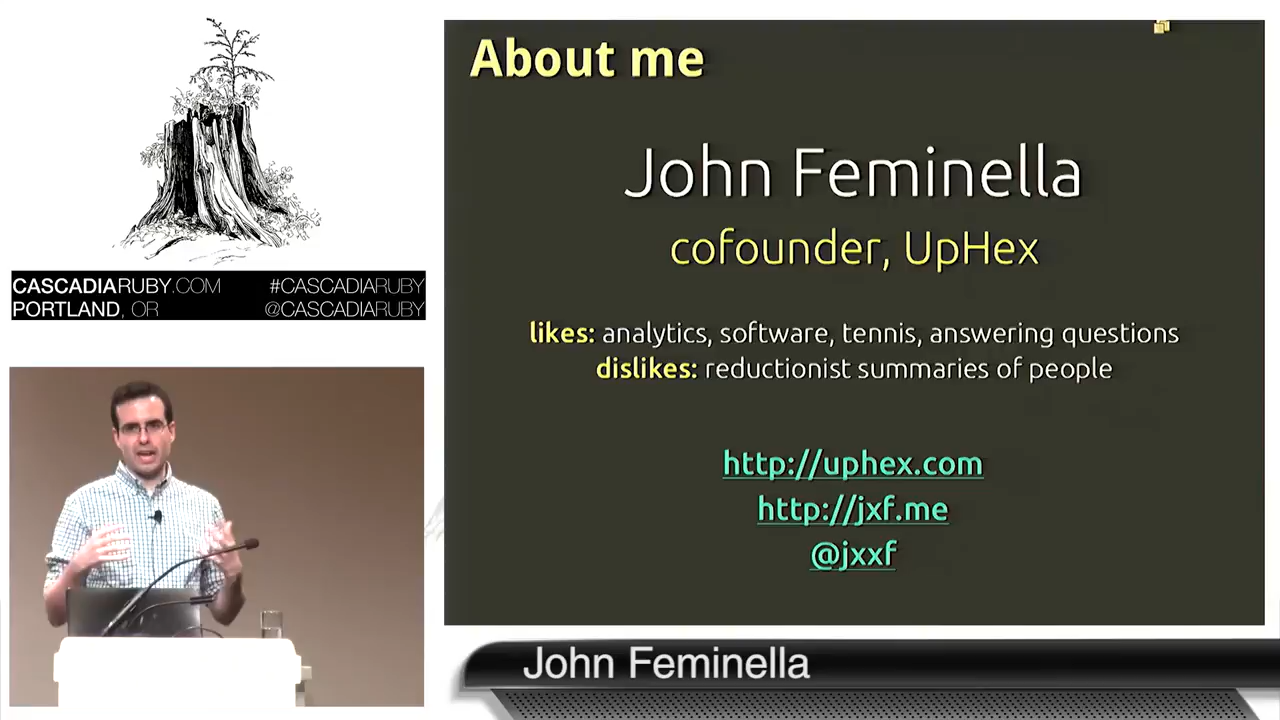 CASCADIARUBY.COM #CASCADIARUBY
PORTLAND, OR @CASCADIARUBY
About me
John Feminella
cofounder, UpHex
likes: analytics, software, tennis, answering questions
dislikes: reductionist summaries of people
http://uphex.com
http://jxf.me
@jxxf
John Feminella